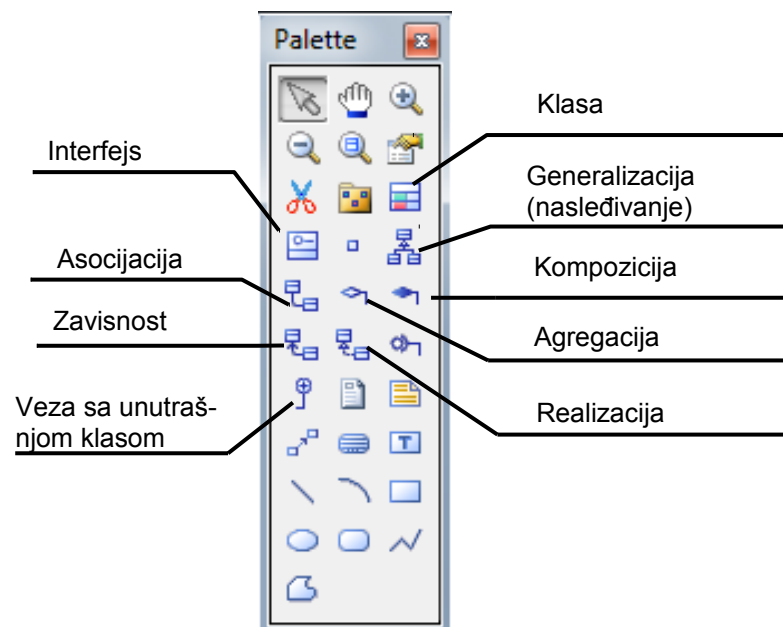 Palette
Klasa
Interfejs
Generalizacija
(nasleđivanje)
Asocijacija
Kompozicija
Zavisnost
Agregacija
Veza sa unutraš-
njom klasom
Realizacija
T